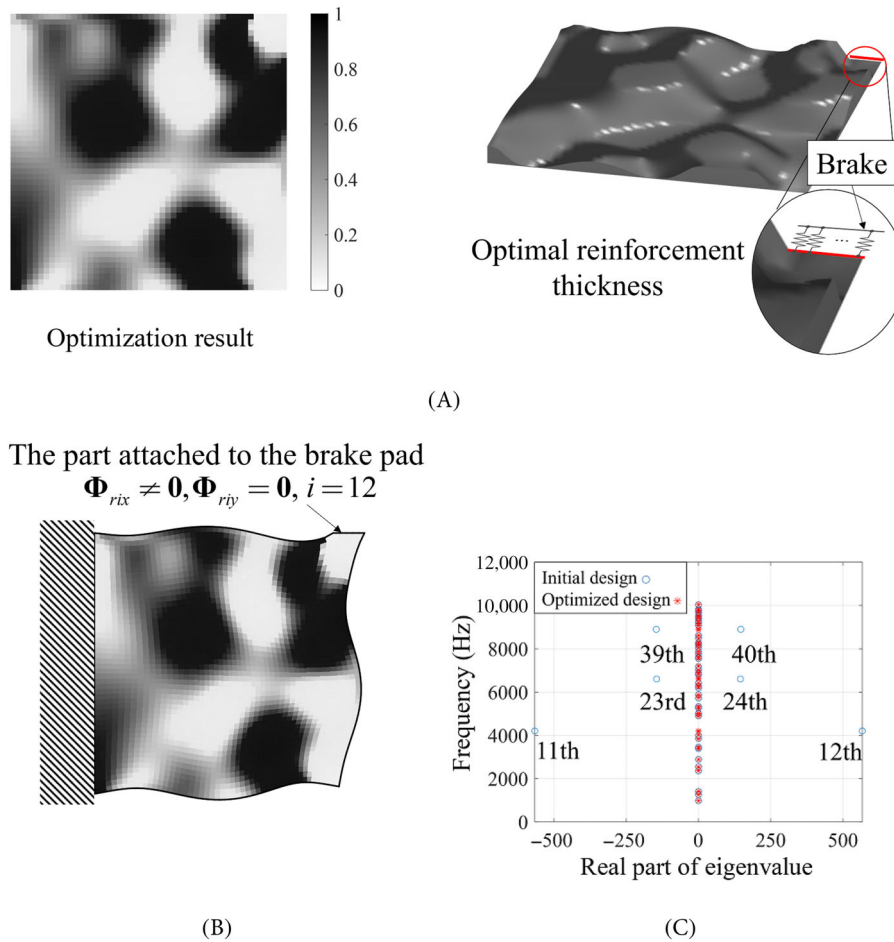 1
0.8
0.6
0.4
0.2
0
Optimization result
Brake
...
Optimal reinforcement
thickness
(A)
The part attached to the brake pad
Φrix ≠ 0, Φriy = 0, i = 12
(B)
12,000
10,000
8000
6000
4000
2000
0
Frequency (Hz)
Initial design
Optimized design
39th
40th
23rd
24th
11th
12th
−500
−250
0
250
500
Real part of eigenvalue
(C)